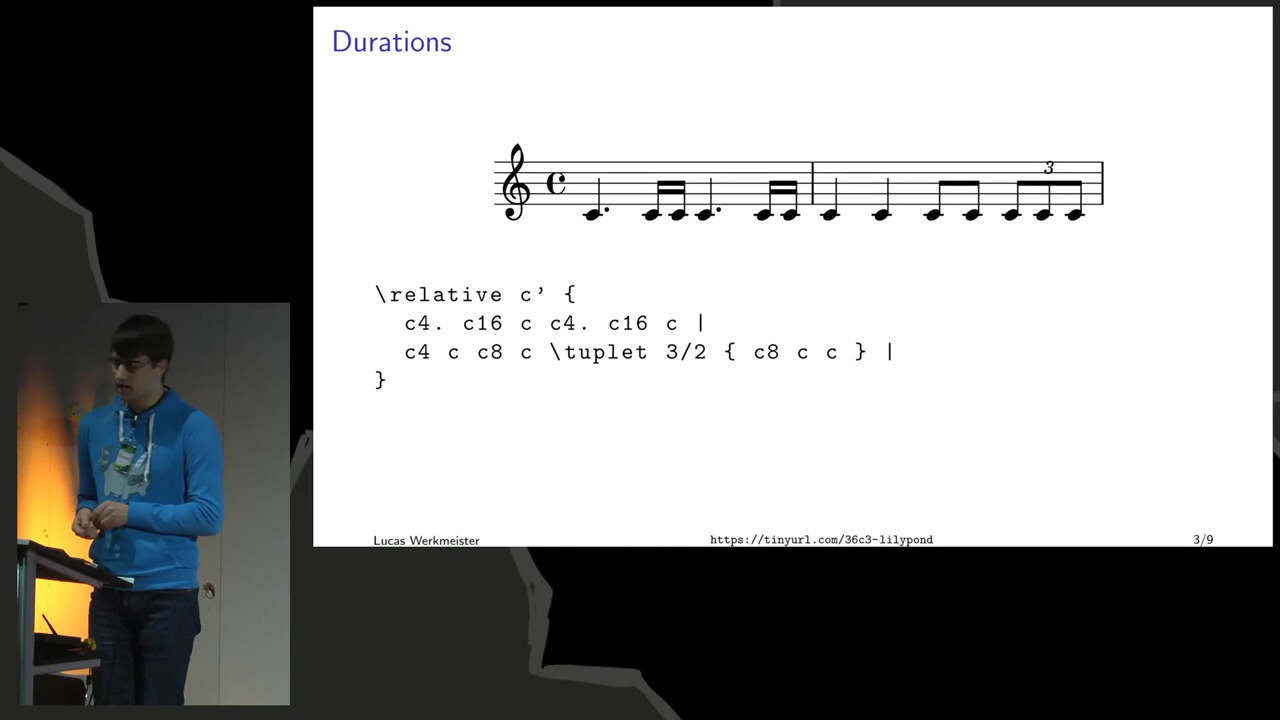 Durations
3
\relative c’ {
c4. c16 c c4. c16 c |
c4 c c8 c \tuplet 3/2 { c8 c c } |
}
Lucas Werkmeister
https://tinyurl.com/36c3-lilypond
3/9